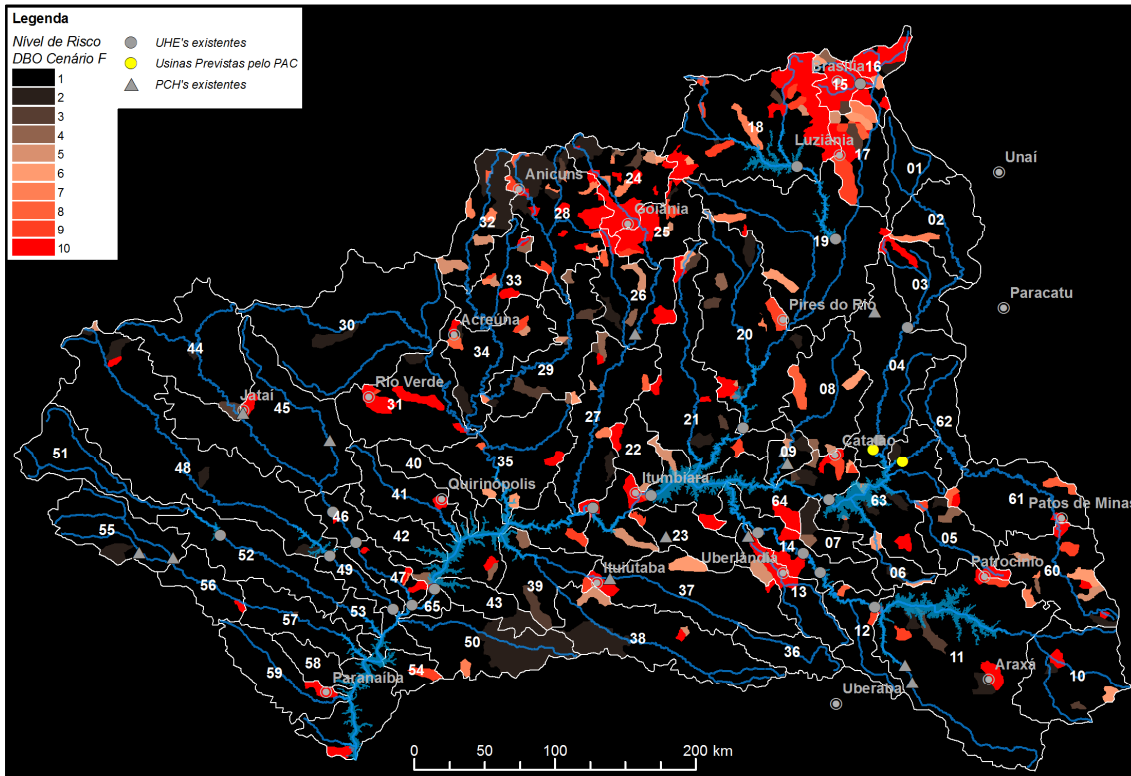 Legenda
Nível de Risco
DBO Cenário F
1
2
3
4
5
6
7
8
9
10
UHE's existentes
Usinas Previstas pelo PAC
PCH's existentes
Brasília
16
15
18
Luziânia
17
01
Unaí
Anicuns
24
28
Goiânia
32
25
02
19
33
26
03
Paracatu
Pires do Rio
30
Acreúna
34
20
44
29
04
Rio Verde
31
08
Jataí
45
27
21
62
51
48
40
35
22
09
Catalão
Quirinópolis
41
Itumbiara
64
63
61
Patos de Minas
46
42
23
55
52
49
Uberlândia
14
07
05
06
Patrocínio
60
56
47
65
Ituiutaba
39
37
13
57
53
43
12
50
38
36
11
58
54
59
Paranaíba
Araxá
10
Uberaba
0
50
100
200 km